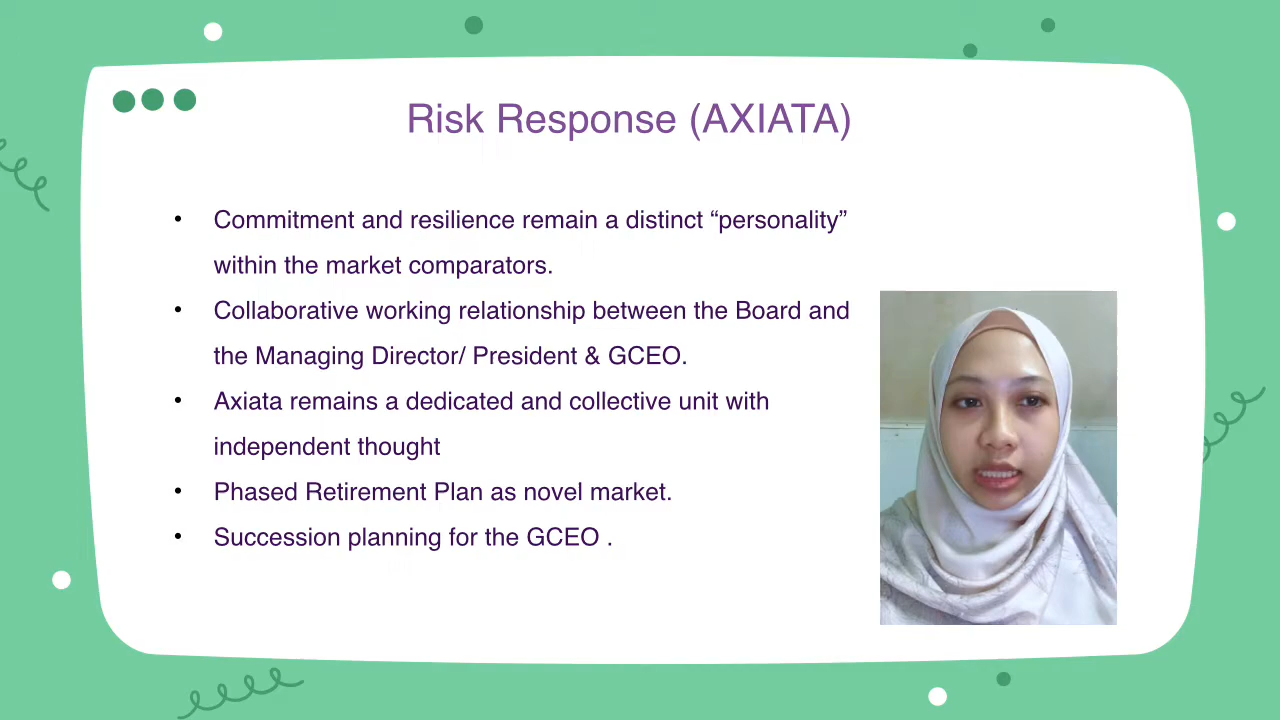 Risk Response (AXIATA)
• Commitment and resilience remain a distinct “personality”
within the market comparators.
• Collaborative working relationship between the Board and
the Managing Director/ President & GCEO.
• Axiata remains a dedicated and collective unit with
independent thought
• Phased Retirement Plan as novel market.
• Succession planning for the GCEO .